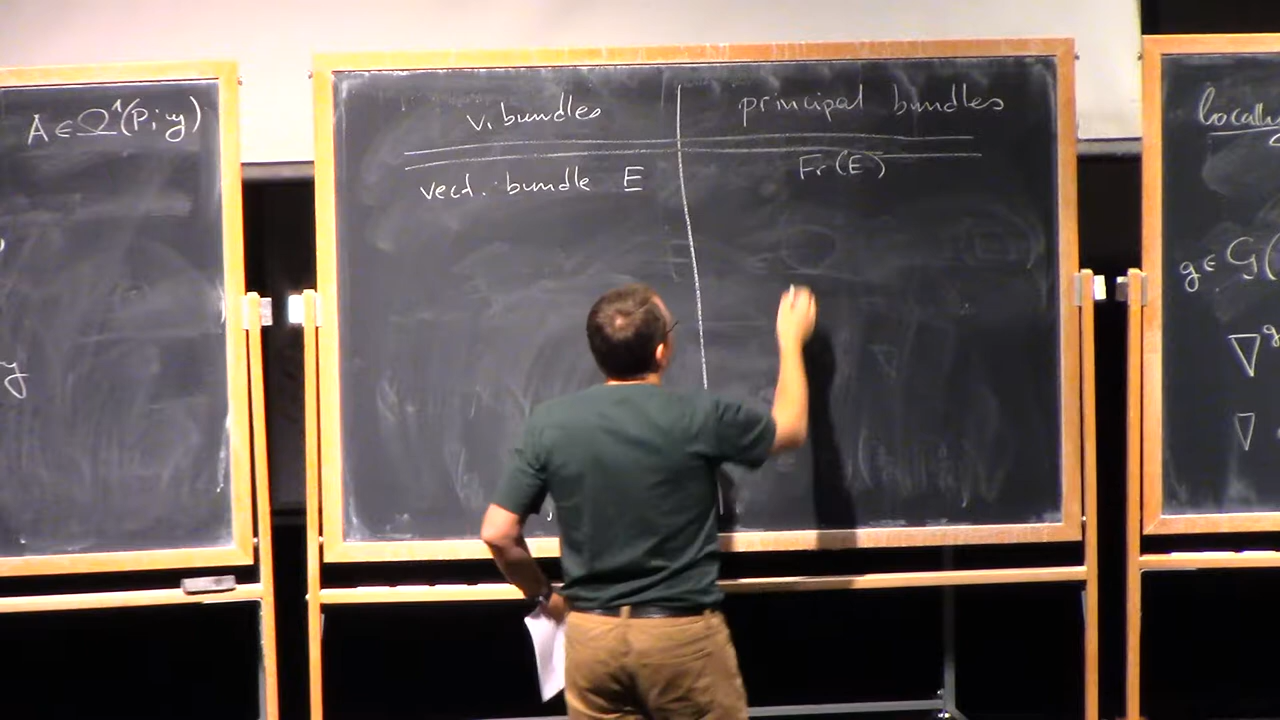 A ∈ Ω¹(P; 𝔤)
v. bundles
principal bundles
vect. bundle E
Fr(E)
locally
g ∈ G(
∇^g
∇